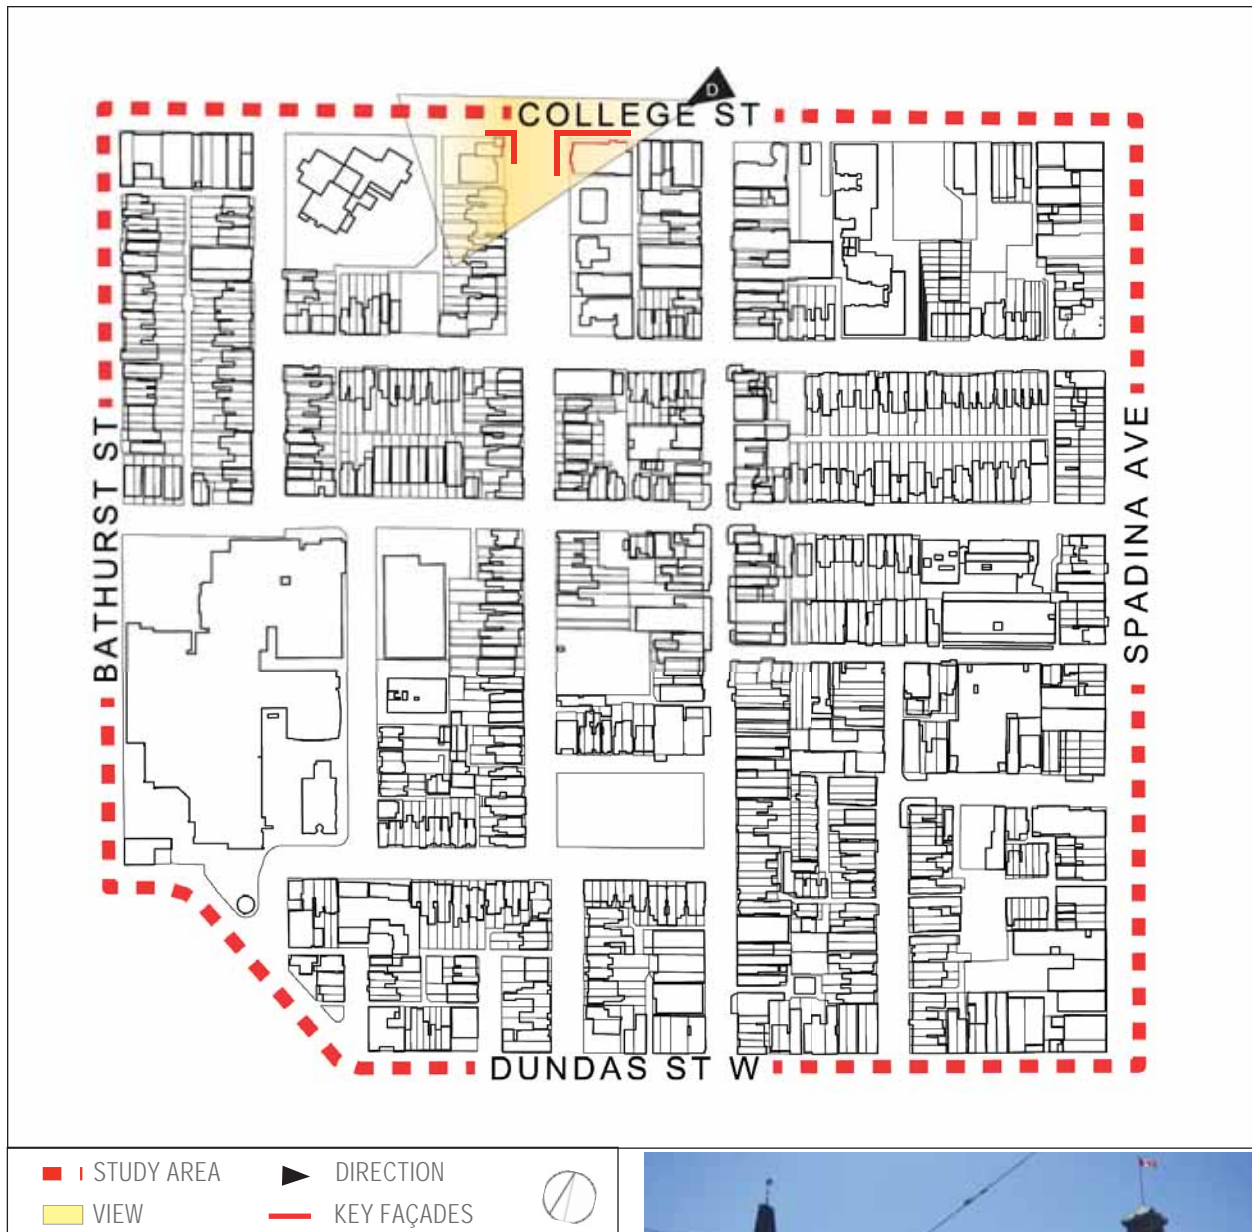 D
COLLEGE ST
BATHURST ST
SPADINA AVE
DUNDAS ST W
STUDY AREA
DIRECTION
VIEW
KEY FAÇADES